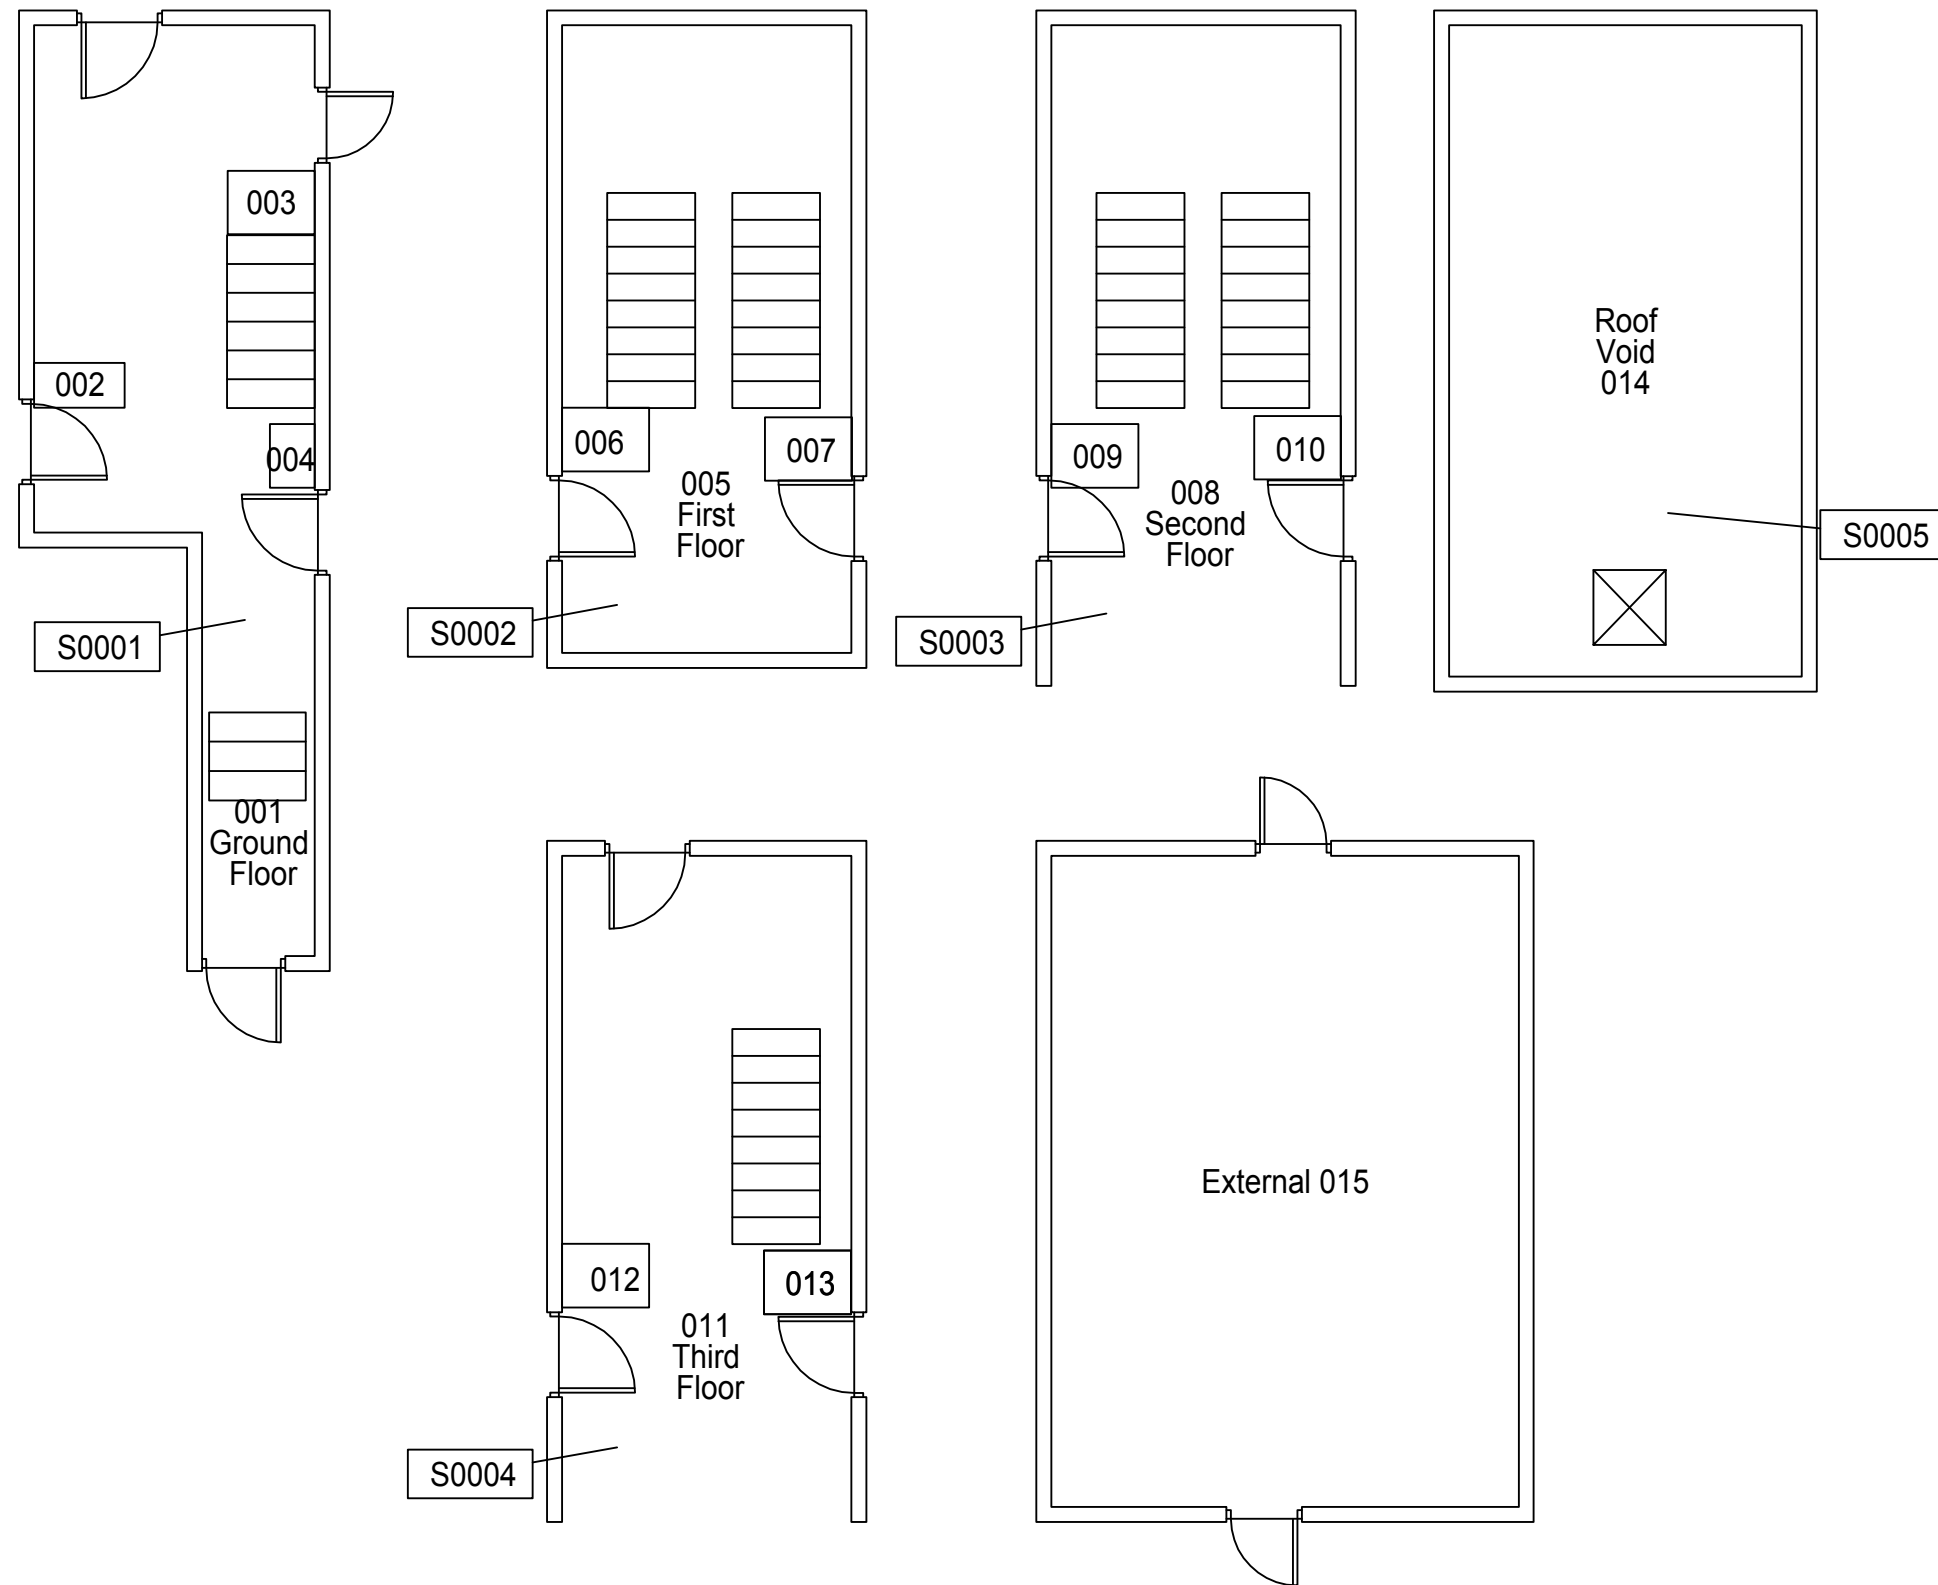 003
002
004
S0001
001
Ground
Floor
006
007
005
First
Floor
S0002
009
010
008
Second
Floor
S0003
Roof
Void
014
S0005
012
013
011
Third
Floor
S0004
External 015